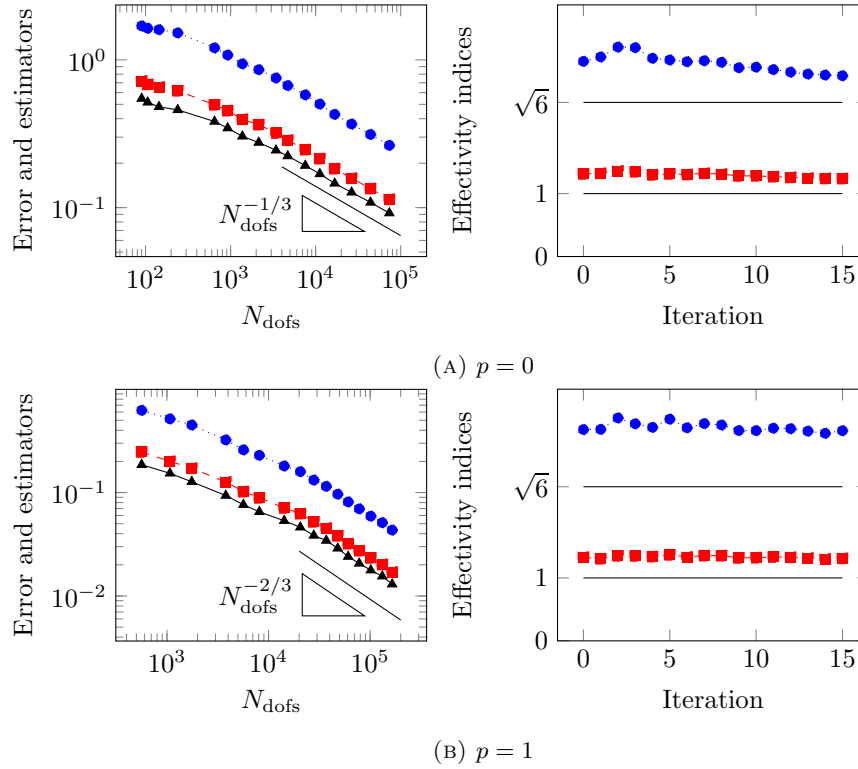 Error and estimators
10^0
10^{-1}
N_dofs^{-1/3}
10^2 10^3 10^4 10^5
N_dofs
Effectivity indices
√6
1
0
0 5 10 15
Iteration
(A) p = 0
Error and estimators
10^{-1}
10^{-2}
N_dofs^{-2/3}
10^3 10^4 10^5
N_dofs
Effectivity indices
√6
1
0
0 5 10 15
Iteration
(B) p = 1